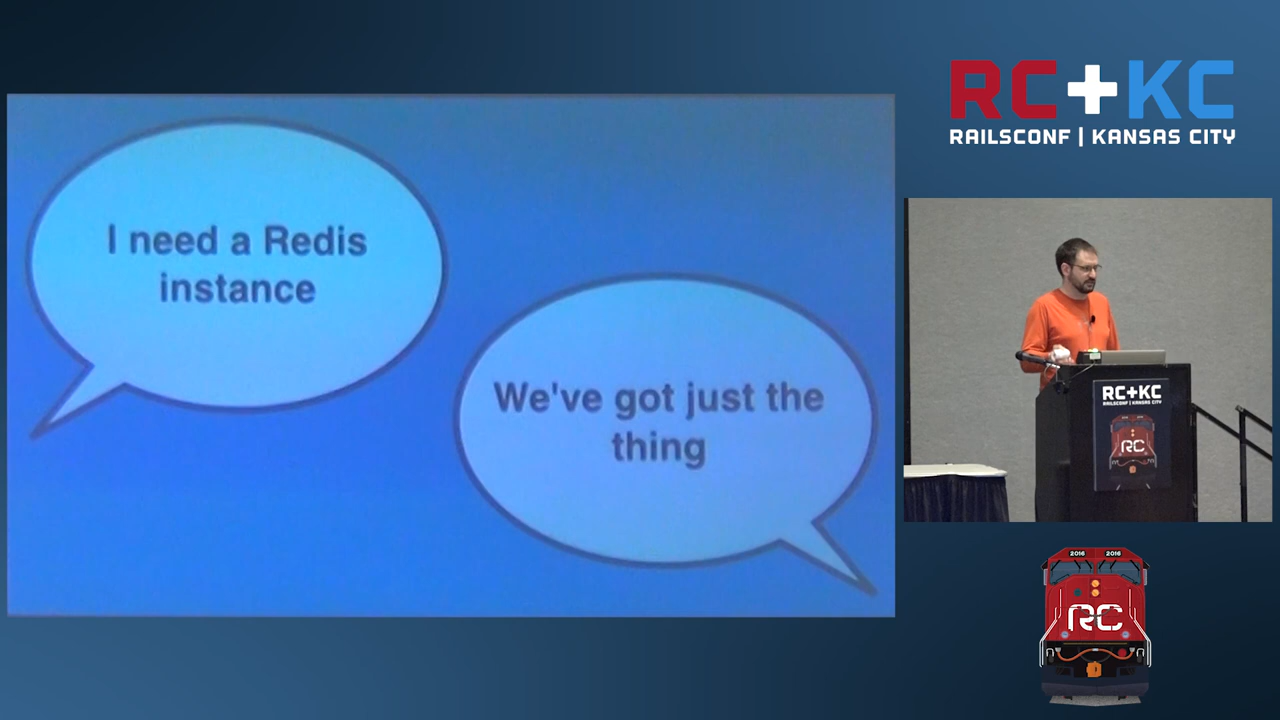 I need a Redis
instance
We've got just the
thing
RC+KC
RAILSCONF | KANSAS CITY
RC+KC
RAILSCONF | KANSAS CITY
RC
2016 2016
RC